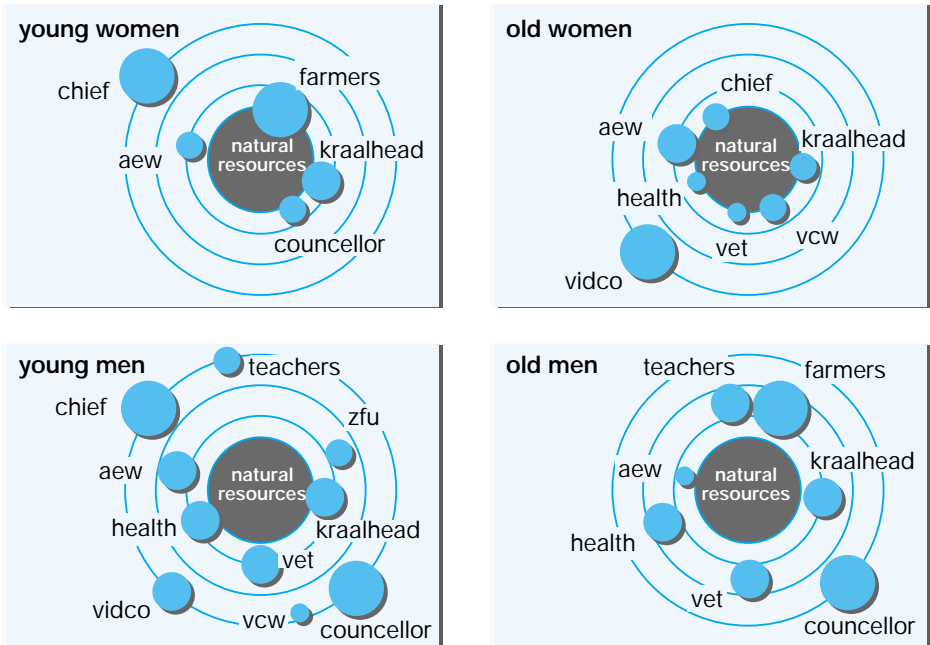 young women
chief
farmers
aew
natural
resources
kraalhead
councellor
old women
chief
aew
kraalhead
natural
resources
health
vet
vcw
vidco
young men
teachers
chief
zfu
aew
natural
resources
health
kraalhead
vet
vidco
vcw
councellor
old men
teachers
farmers
aew
natural
resources
kraalhead
health
vet
councellor